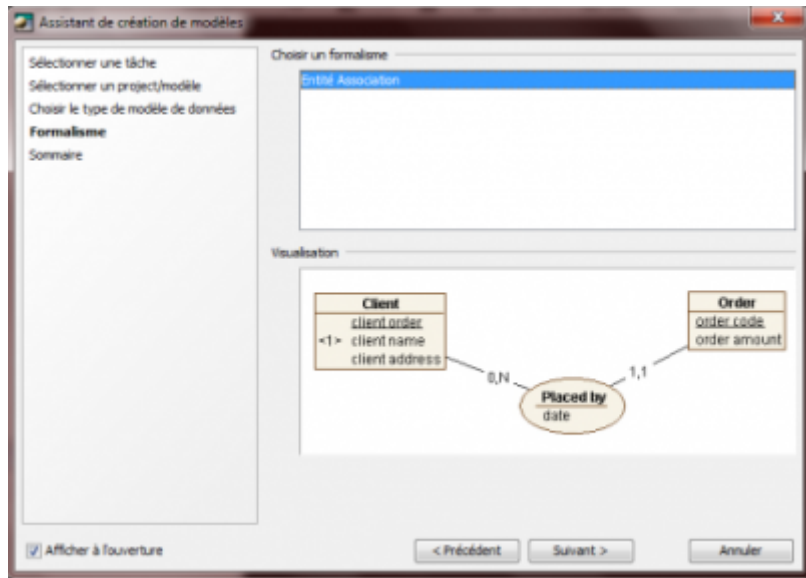 Assistant de création de modèles
Sélectionner une tâche
Sélectionner un project/modèle
Choisir le type de modèle de données
Formalisme
Sommaire
Choisir un formalisme
Entité Association
Visualisation
Client
client order
<1> client name
client address
Order
order code
order amount
0,N
1,1
Placed by
date
Afficher à l'ouverture
< Précédent
Suivant >
Annuler